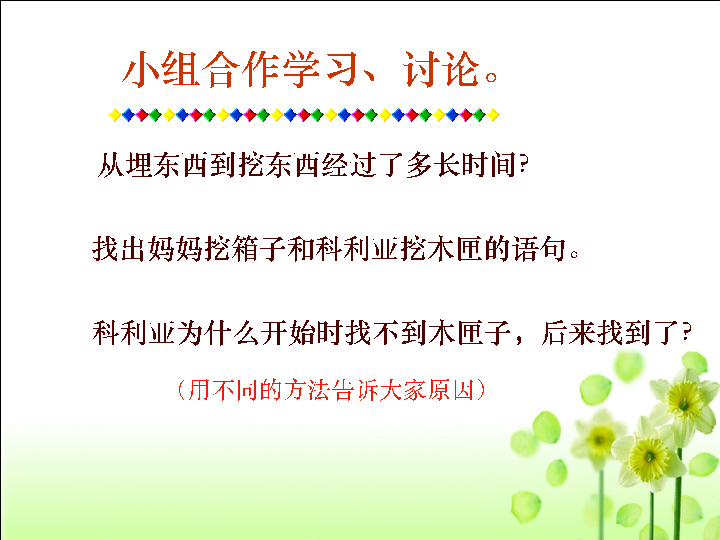 小组合作学习、讨论。
从埋东西到挖东西经过了多长时间?
找出妈妈挖箱子和科利亚挖木匣的语句。
科利亚为什么开始时找不到木匣子，后来找到了?
（用不同的方法告诉大家原因）